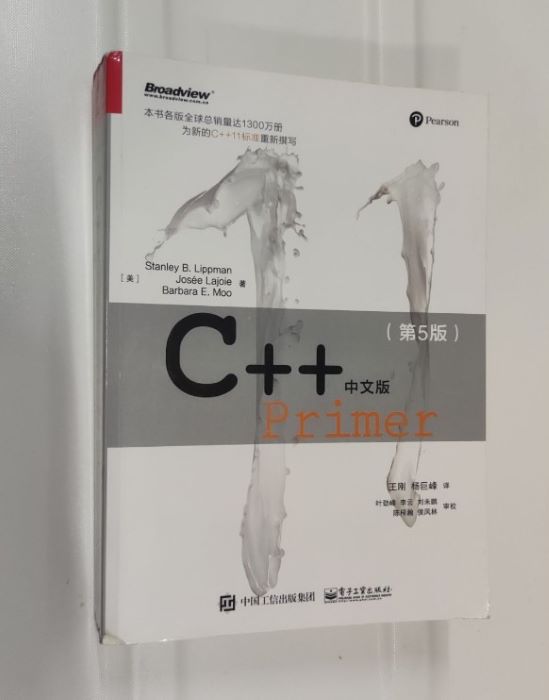 Broadview®
www.broadview.com.cn
Pearson
本书各版全球总销量达1300万册
为新的C++11标准重新撰写
[美]
Stanley B. Lippman
Josée Lajoie
Barbara E. Moo
著
(第5版)
C++ 中文版
Primer
王刚 杨巨峰 译
叶劲峰 李云 刘未鹏
陈梓瀚 侯凤林
审校
中国工信出版集团
电子工业出版社